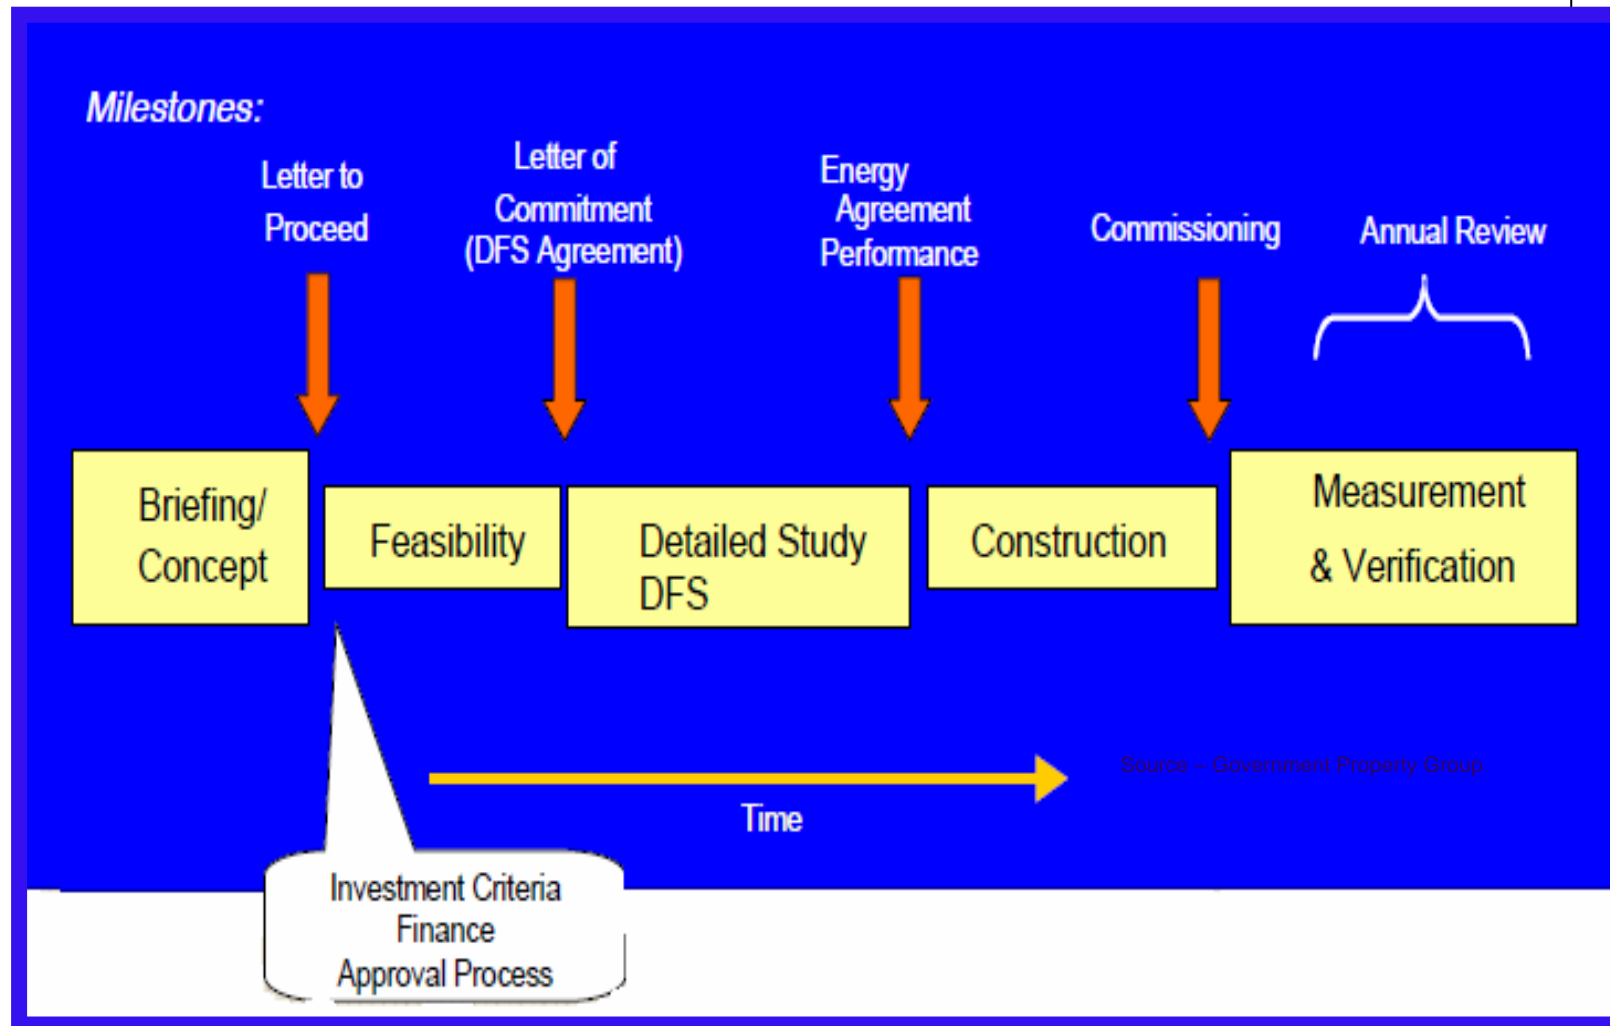 Milestones:
Letter to
Proceed
Letter of
Commitment
(DFS Agreement)
Energy
Agreement
Performance
Commissioning
Annual Review
Briefing/
Concept
Feasibility
Detailed Study
DFS
Construction
Measurement
& Verification
Source – Government Property Group
Time
Investment Criteria
Finance
Approval Process